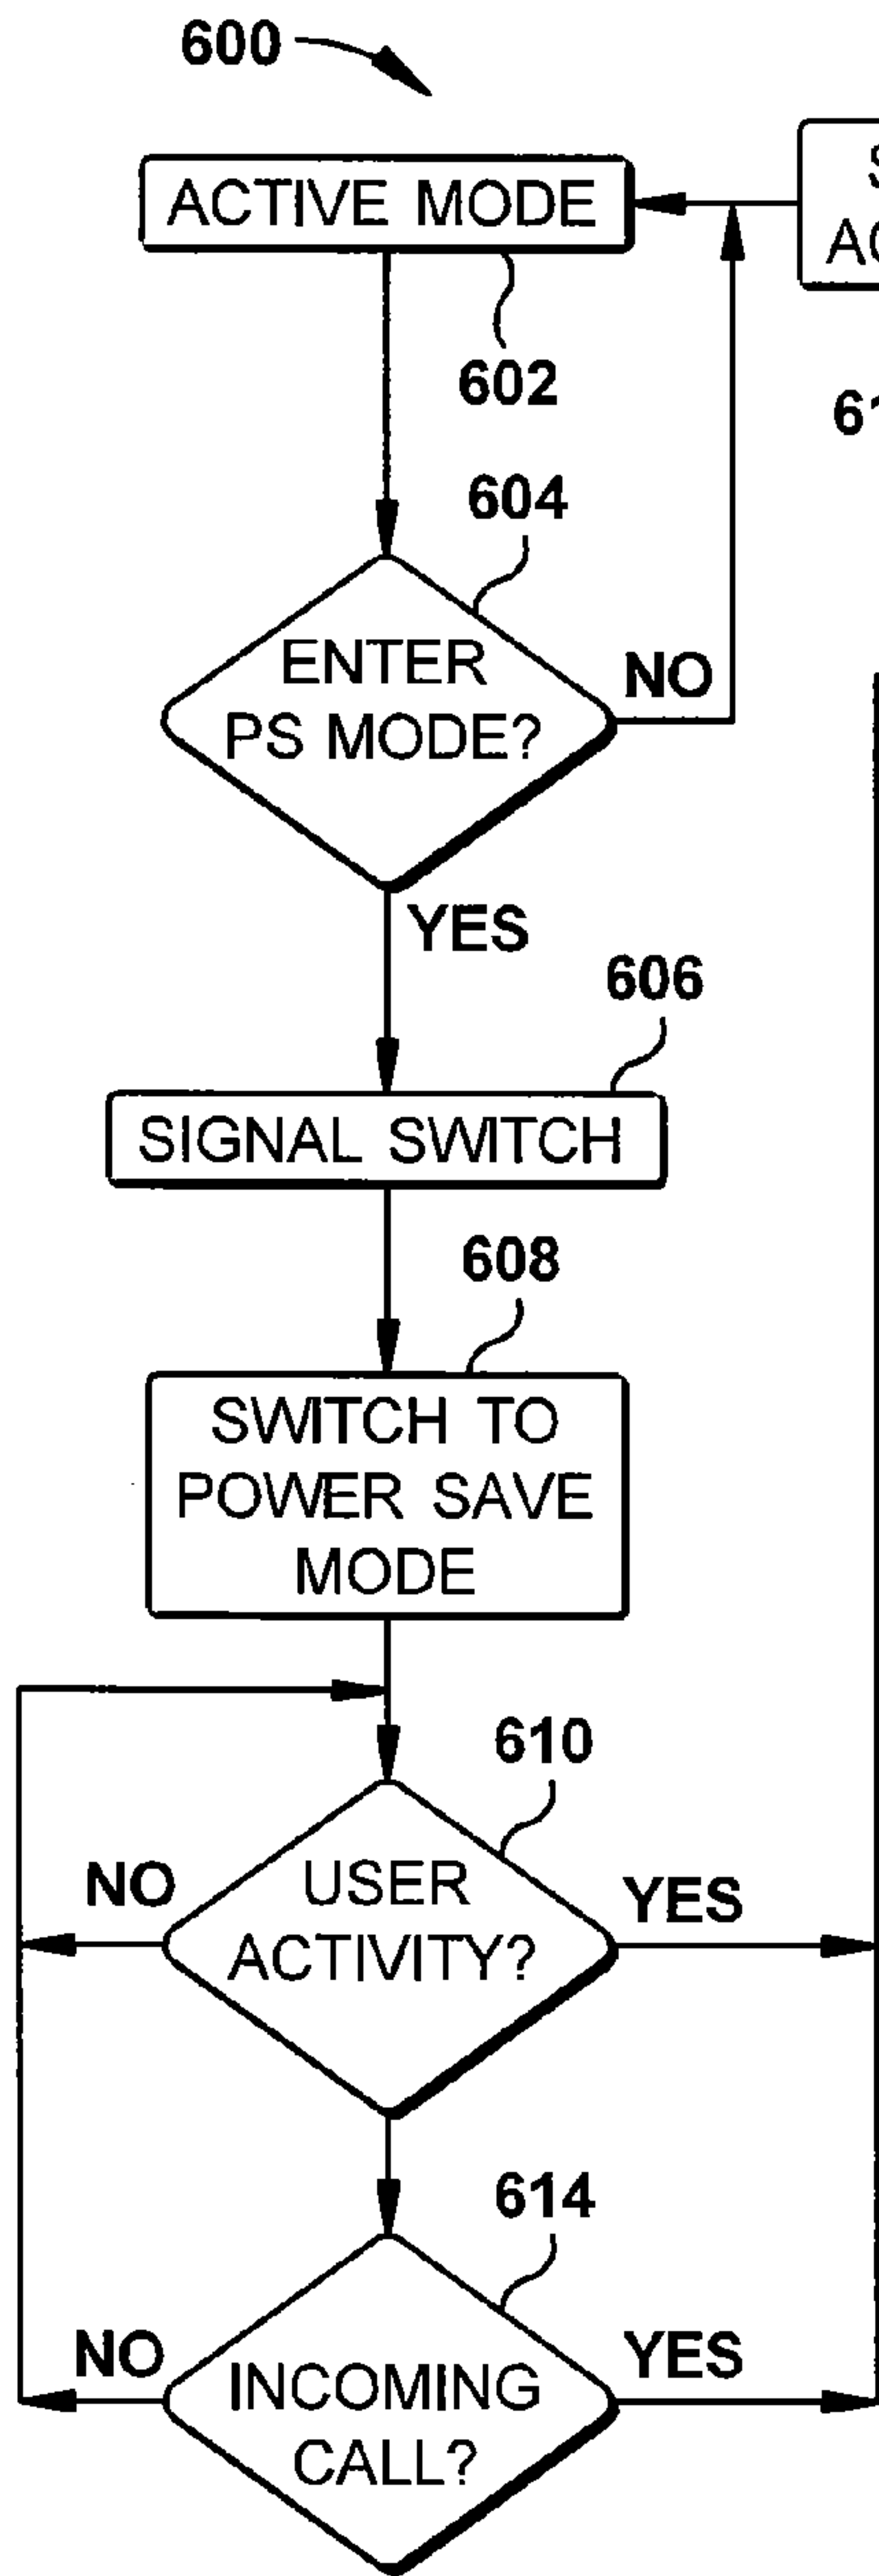 600
ACTIVE MODE
602
604
ENTER
PS MODE?
NO
YES
606
SIGNAL SWITCH
608
SWITCH TO
POWER SAVE
MODE
610
USER
ACTIVITY?
NO
YES
614
INCOMING
CALL?
NO
YES